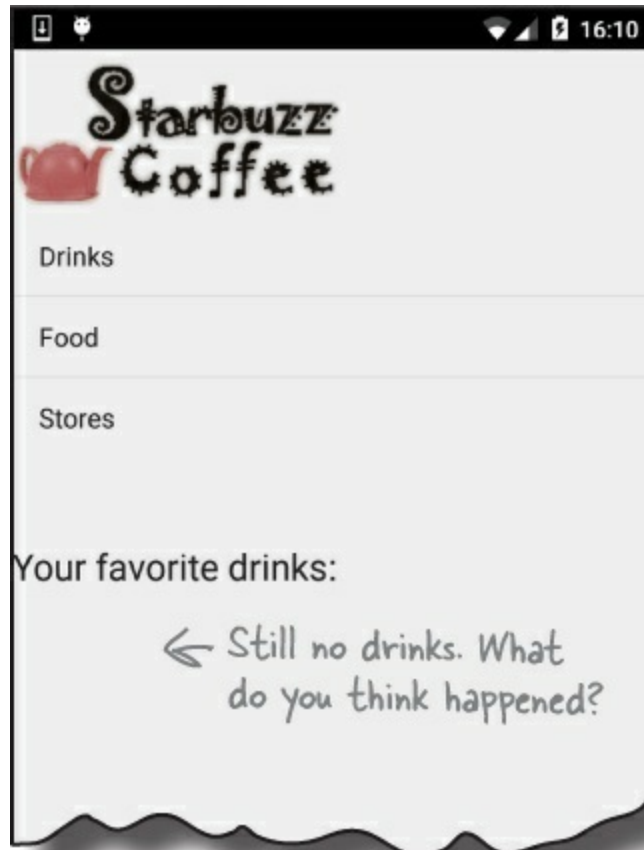 16:10
Starbuzz
Coffee
Drinks
Food
Stores
Your favorite drinks:
Still no drinks. What
do you think happened?